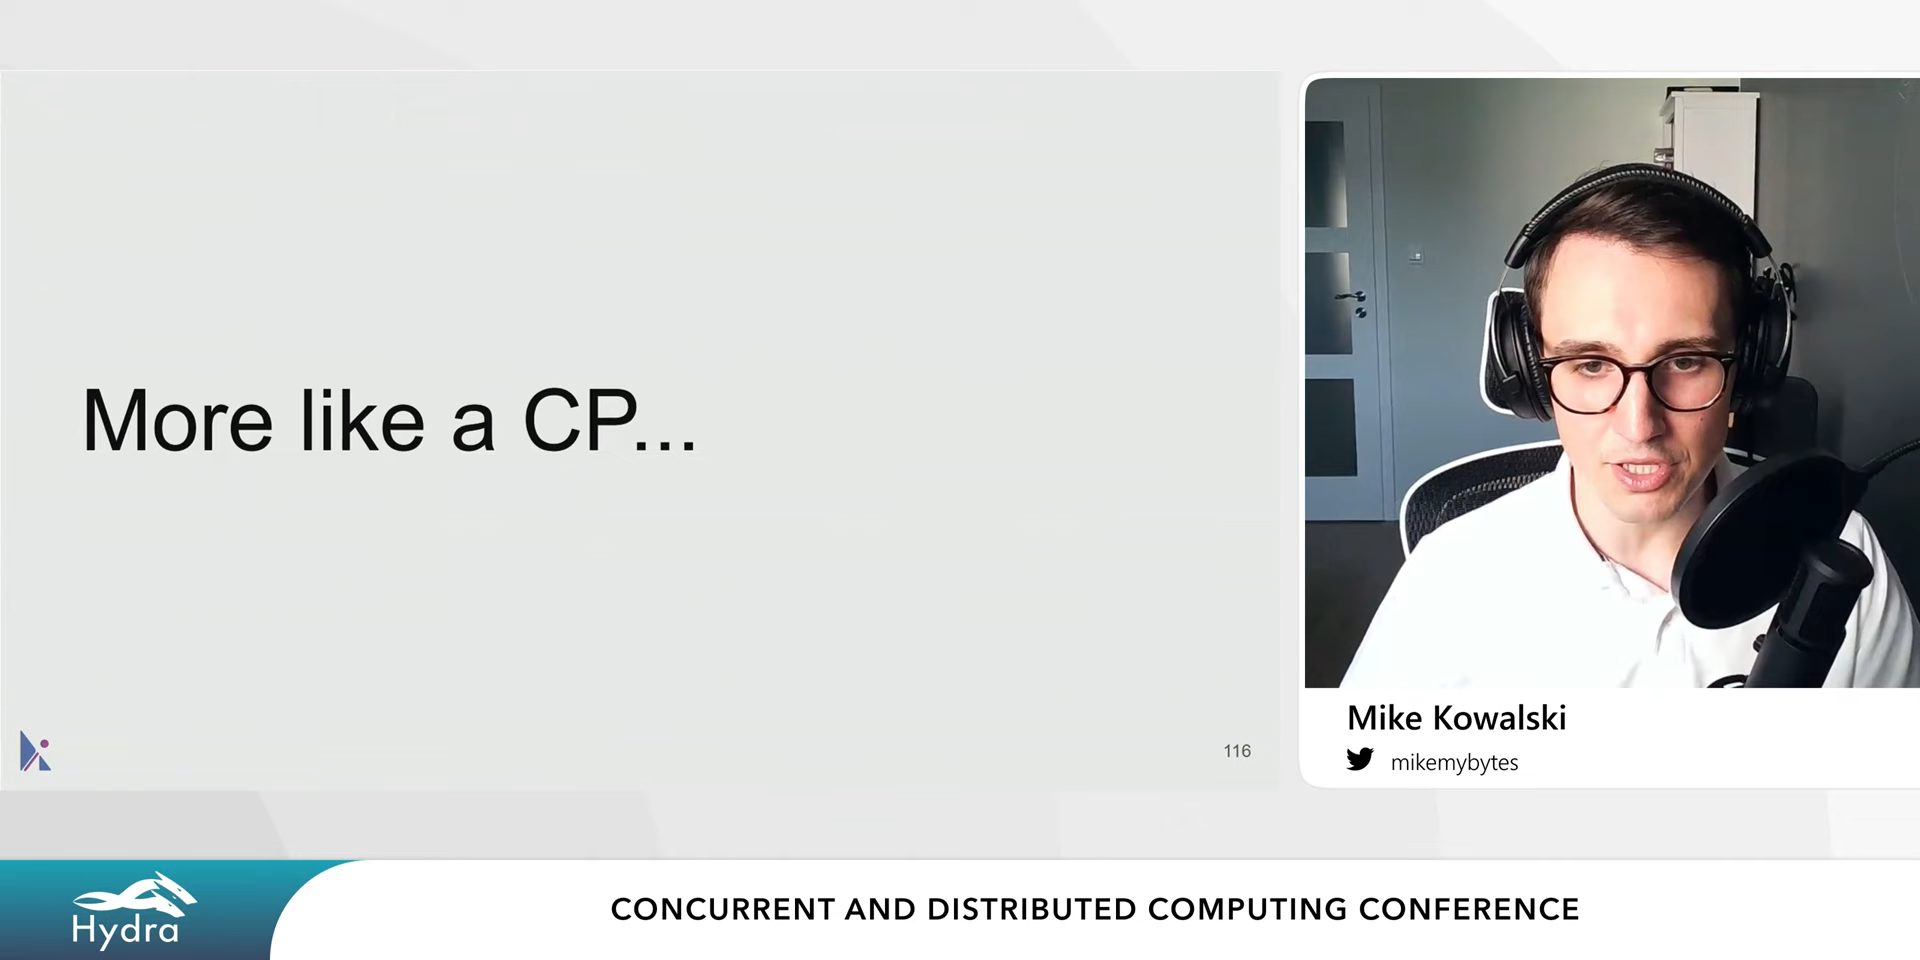 More like a CP...
116
Mike Kowalski
mikemybytes
Hydra
CONCURRENT AND DISTRIBUTED COMPUTING CONFERENCE